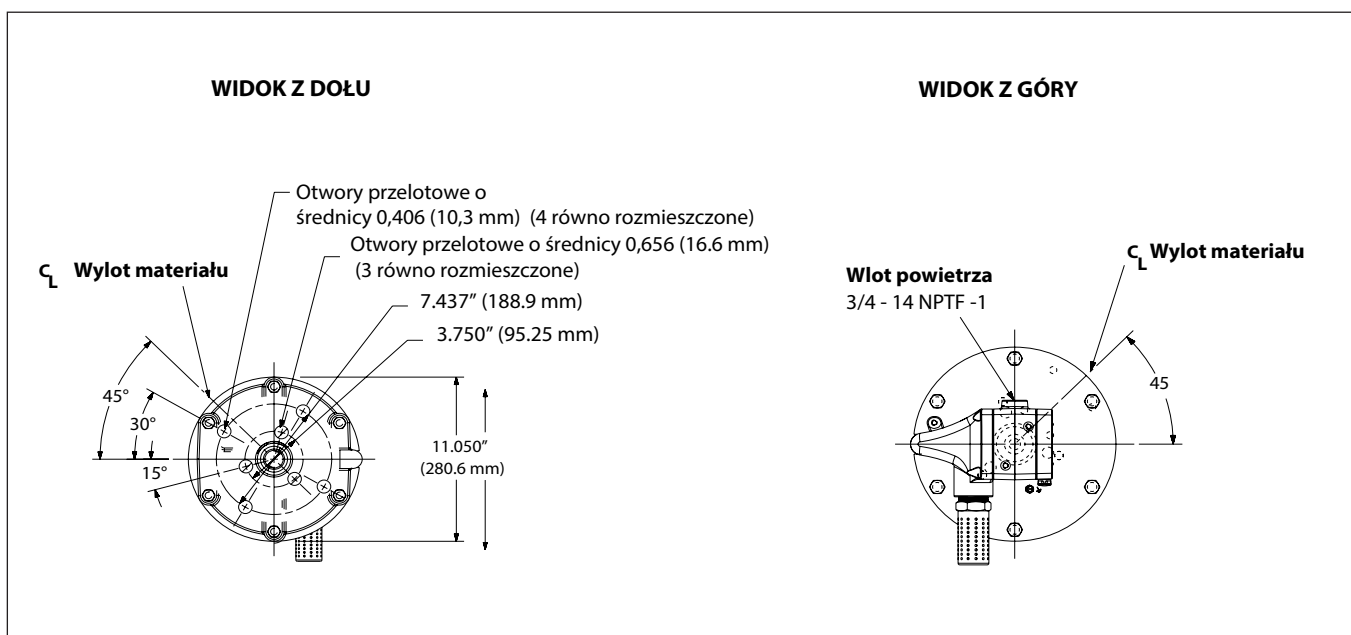 WIDOK Z DOŁU
Otwory przelotowe o
średnicy 0,406 (10,3 mm) (4 równo rozmieszczone)
Otwory przelotowe o średnicy 0,656 (16.6 mm)
(3 równo rozmieszczone)
CL Wylot materiału
7.437” (188.9 mm)
3.750” (95.25 mm)
45°
30°
15°
11.050”
(280.6 mm)
WIDOK Z GÓRY
CL Wylot materiału
Wlot powietrza
3/4 - 14 NPTF -1
45